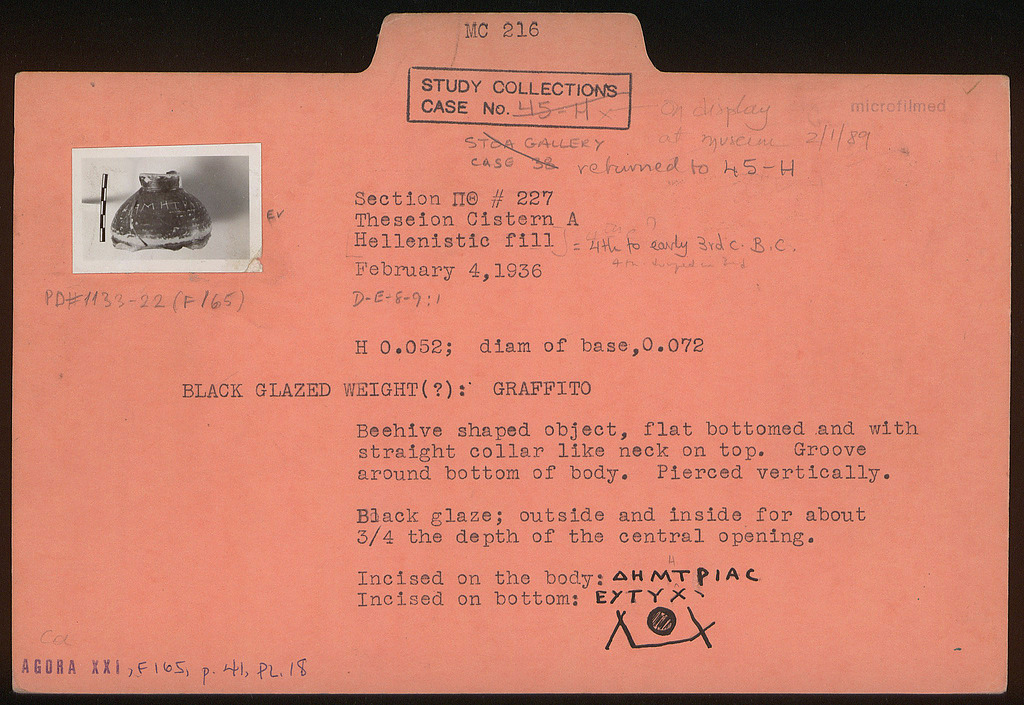 MC 216
STUDY COLLECTIONS
CASE No. 45-H
on display
at museum 2/1/89
microfilmed
STOA GALLERY
CASE 38
returned to 45-H
Section ΠΘ # 227
Theseion Cistern A
Hellenistic fill = 4th to early 3rd c. B.C.
February 4,1936
D-E-8-9:1
EV
PD#1133-22 (F165)
H 0.052; diam of base,0.072
BLACK GLAZED WEIGHT(?): GRAFFITO
Beehive shaped object, flat bottomed and with
straight collar like neck on top. Groove
around bottom of body. Pierced vertically.
Black glaze; outside and inside for about
3/4 the depth of the central opening.
Incised on the body: ΔΗΜΤΡΙΑC
Incised on bottom: ΕΥΤΥΧ
Ca
AGORA XXI, F165, p. 41, PL. 18